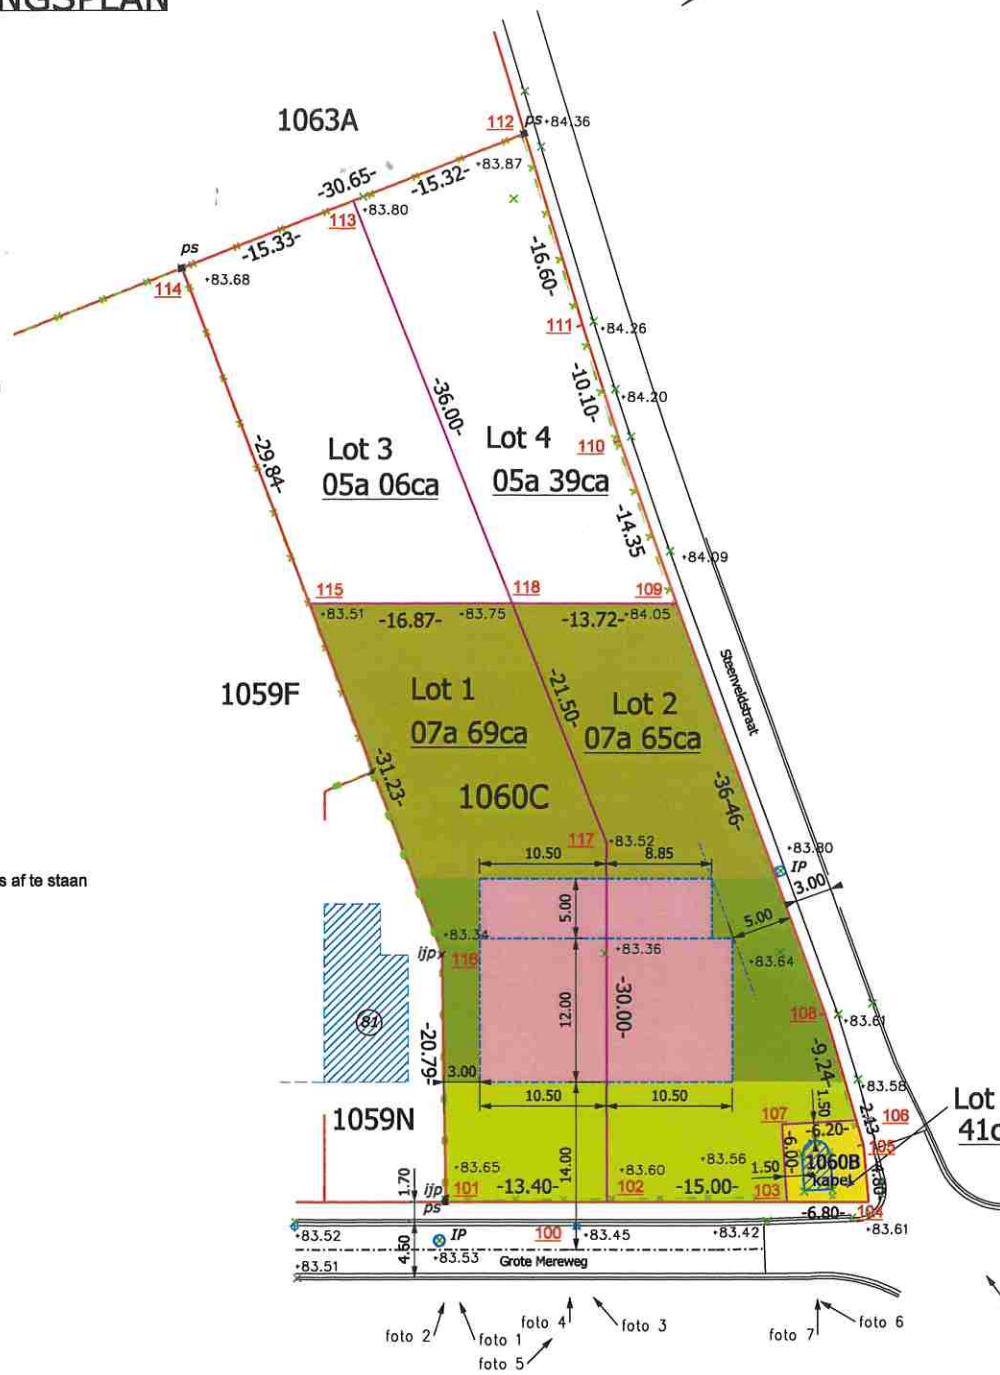 NGSPLAN
1063A
112
ps
+84.36
+83.87
-30.65-
-15.32-
113
+83.80
-15.33-
ps
114
+83.68
-16.60-
111
+84.26
-10.10-
+84.20
110
-36.00-
Lot 3
05a 06ca
Lot 4
05a 39ca
-29.84-
-14.35
+84.09
115
118
109
+83.51
-16.87-
+83.75
-13.72-
+84.05
Steenveldstraat
1059F
Lot 1
07a 69ca
-21.50-
Lot 2
07a 65ca
-31.23-
1060C
-36.46-
117
+83.52
+83.80
IP
10.50
8.85
3.00
s af te staan
5.00
5.00
+83.34
ijp
116
+83.36
+83.64
81
12.00
-30.00-
108
+83.61
-20.79-
-9.24-
3.00
+83.58
10.50
10.50
1.50
2.13
106
Lot
41c
1059N
107
-6.20-
105
-6.00-
1060B
kabel
14.00
+83.65
+83.60
+83.56
1.50
4.80-
1.70
ijp
ps
101
-13.40-
102
-15.00-
103
-6.80-
104
+83.52
IP
100
+83.45
+83.42
+83.61
4.50
+83.53
+83.51
Grote Mereweg
foto 2
foto 1
foto 4
foto 3
foto 5
foto 7
foto 6